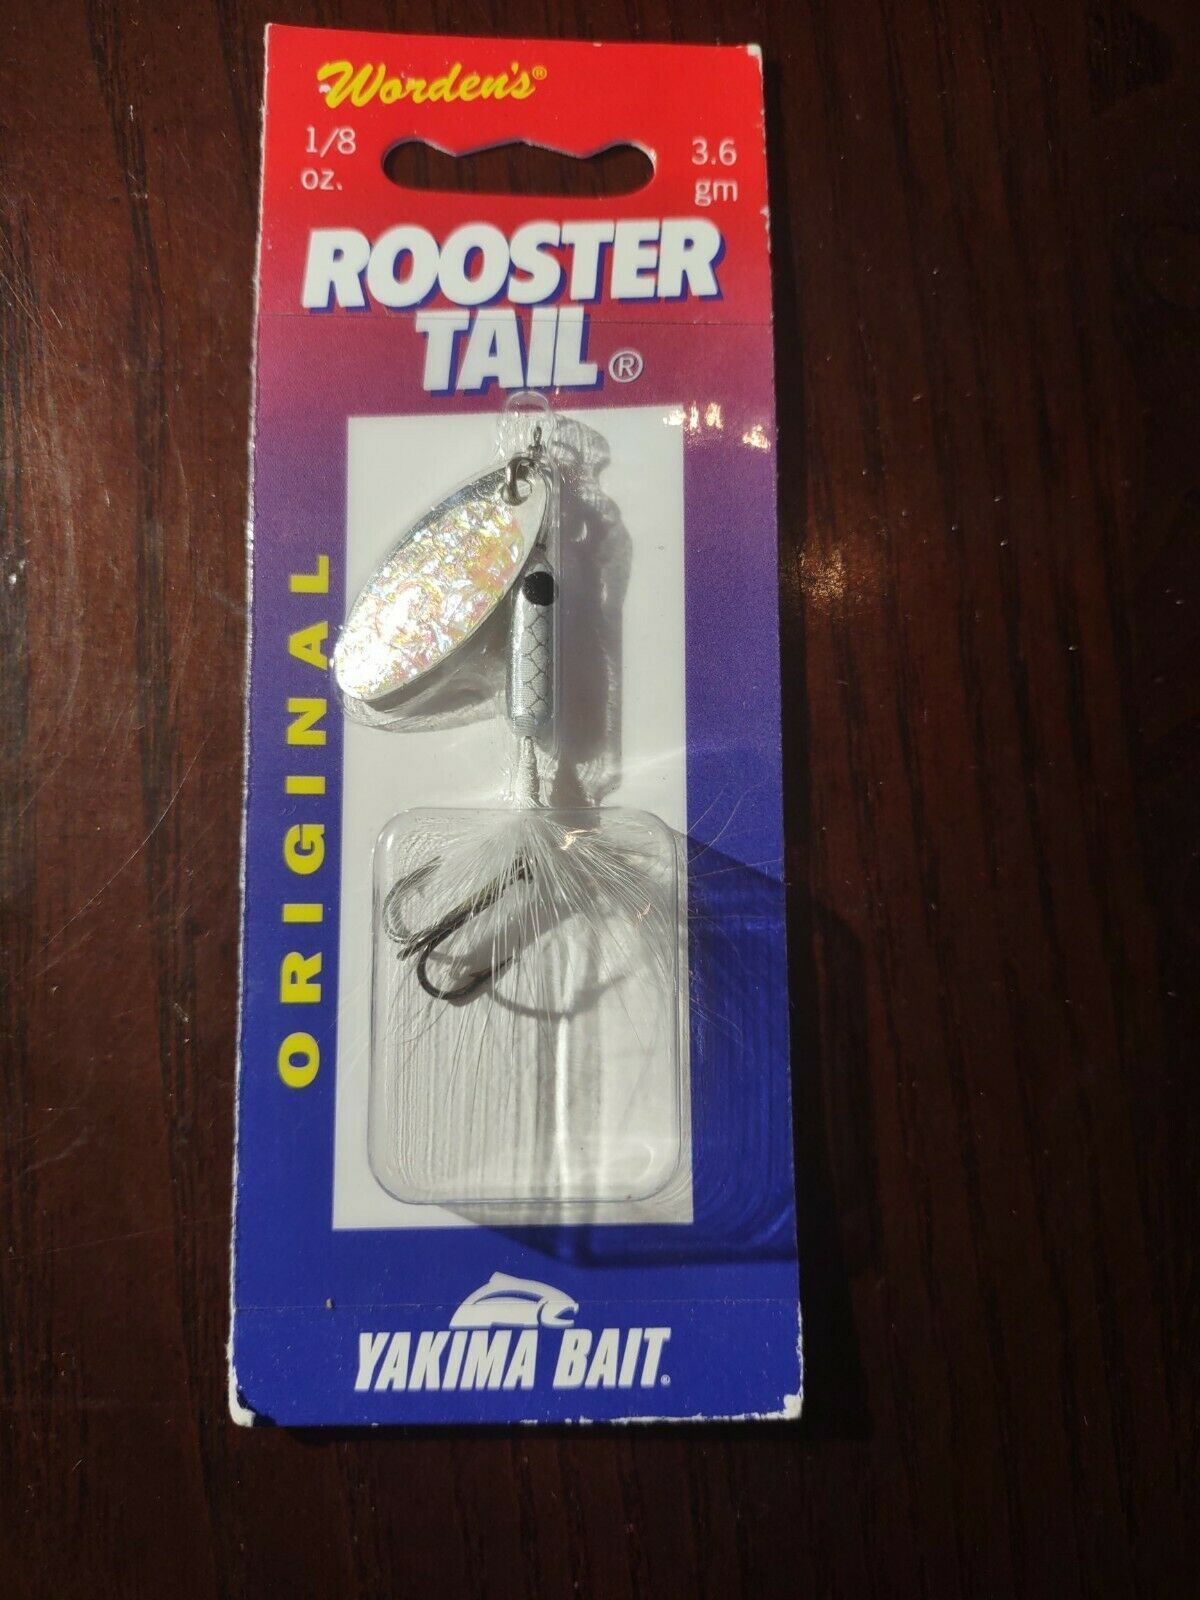 Worden's®
1/8 oz.
3.6 gm
ROOSTER
TAIL®
ORIGINAL
YAKIMA BAIT®